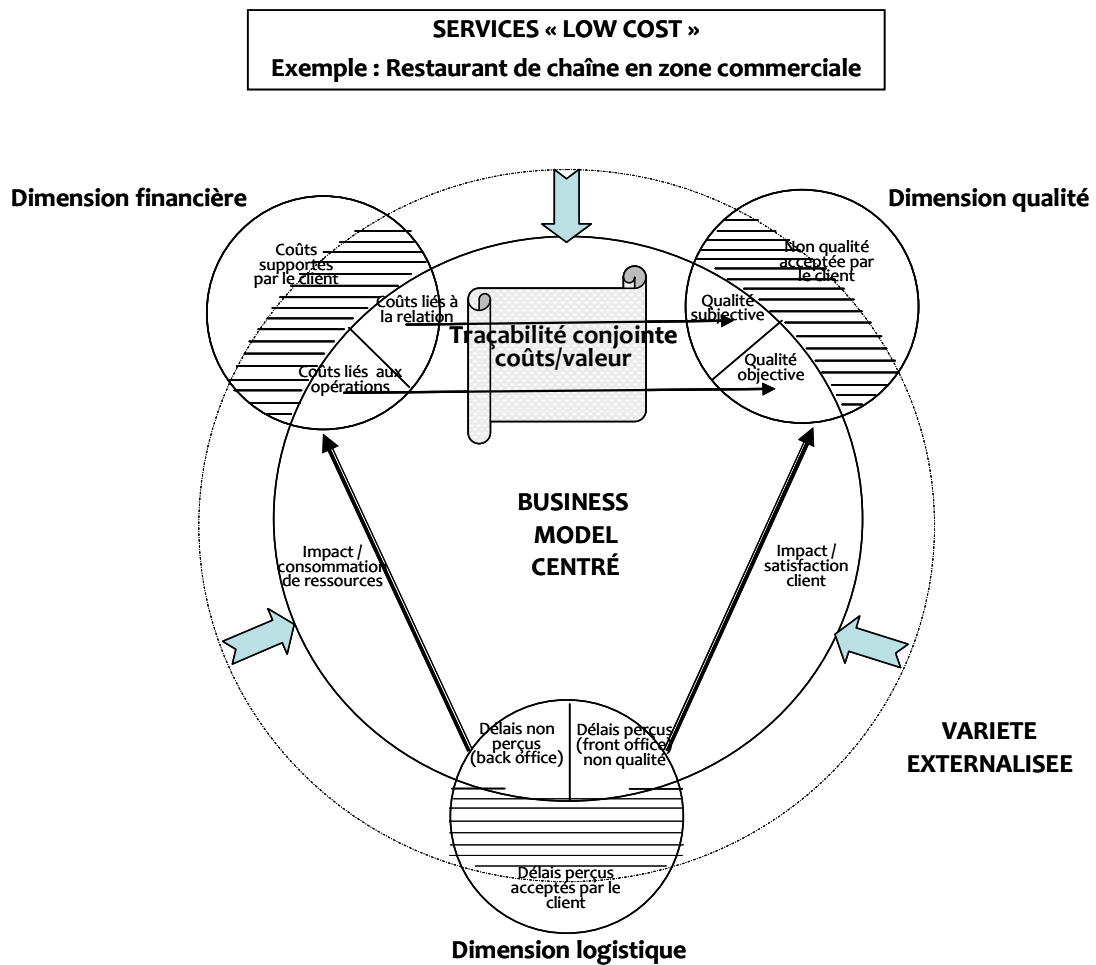 SERVICES « LOW COST »
Exemple : Restaurant de chaîne en zone commerciale
Dimension financière
Dimension qualité
Coûts
supportés
par le client
Non qualité
acceptée par
le client
Coûts liés à
la relation
Qualité
subjective
Traçabilité conjointe
coûts/valeur
Coûts liés aux
opérations
Qualité
objective
BUSINESS
MODEL
CENTRÉ
Impact /
consommation
de ressources
Impact /
satisfaction
client
Délais non
perçus
(back office)
Délais perçus
(front office)
non qualité
VARIETE
EXTERNALISEE
Délais perçus
acceptés par le
client
Dimension logistique